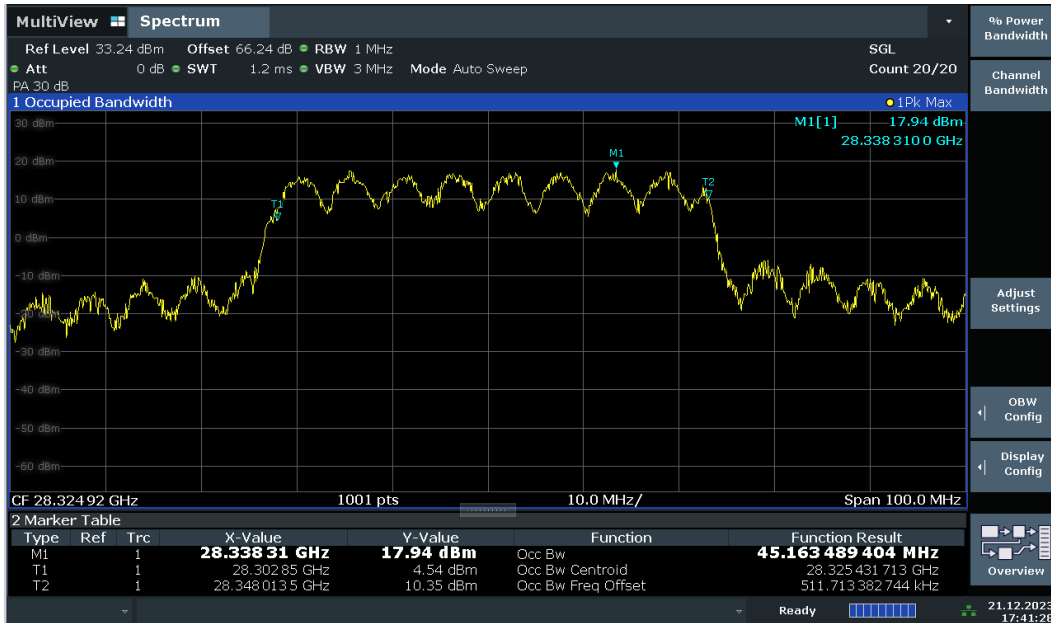 MultiView Spectrum
Ref Level 33.24 dBm Offset 66.24 dB RBW 1 MHz SGL
Att 0 dB SWT 1.2 ms VBW 3 MHz Mode Auto Sweep Count 20/20
PA 30 dB
1 Occupied Bandwidth 1Pk Max
30 dBm M1[1] 17.94 dBm
28.338 310 0 GHz
M1
20 dBm
T2
10 dBm
T1
0 dBm
-10 dBm
-20 dBm
-30 dBm
-40 dBm
-50 dBm
-60 dBm
CF 28.324 92 GHz 1001 pts 10.0 MHz/ Span 100.0 MHz
2 Marker Table
Type Ref Trc X-Value Y-Value Function Function Result
M1 1 28.338 31 GHz 17.94 dBm Occ Bw 45.163 489 404 MHz
T1 1 28.302 85 GHz 4.54 dBm Occ Bw Centroid 28.325 431 713 GHz
T2 1 28.348 013 5 GHz 10.35 dBm Occ Bw Freq Offset 511.713 382 744 kHz
Ready
21.12.2023
17:41:28
% Power
Bandwidth
Channel
Bandwidth
Adjust
Settings
OBW
Config
Display
Config
Overview